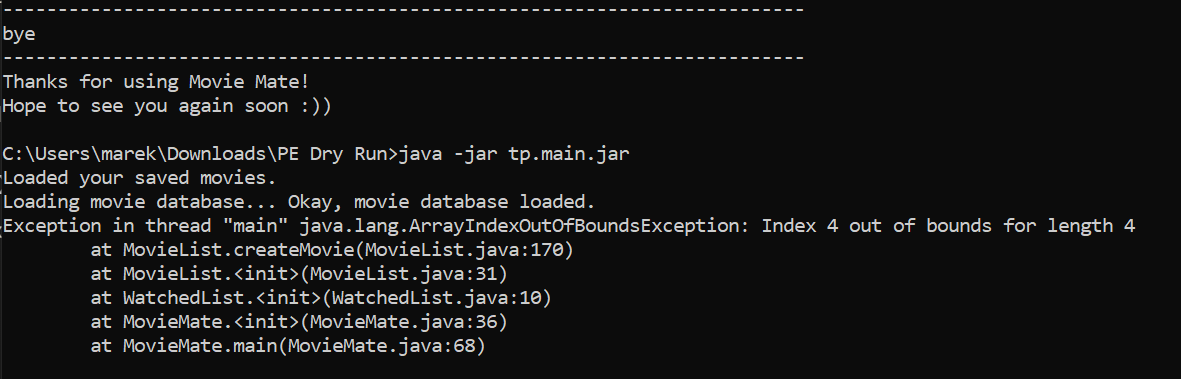 -------------------------------------------------------------------
bye
-------------------------------------------------------------------
Thanks for using Movie Mate!
Hope to see you again soon :))
C:\Users\marek\Downloads\PE Dry Run>java -jar tp.main.jar
Loaded your saved movies.
Loading movie database... Okay, movie database loaded.
Exception in thread "main" java.lang.ArrayIndexOutOfBoundsException: Index 4 out of bounds for length 4
        at MovieList.createMovie(MovieList.java:170)
        at MovieList.<init>(MovieList.java:31)
        at WatchedList.<init>(WatchedList.java:10)
        at MovieMate.<init>(MovieMate.java:36)
        at MovieMate.main(MovieMate.java:68)